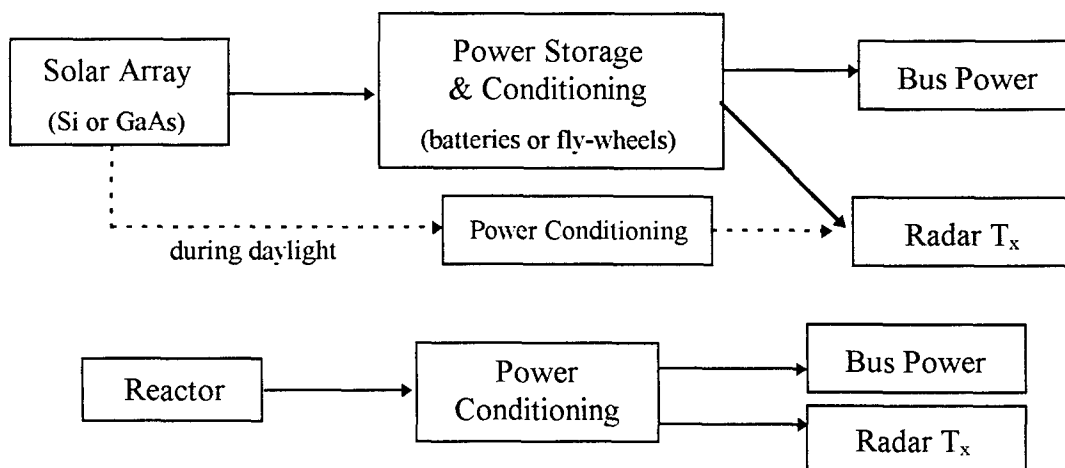 Solar Array
(Si or GaAs)
Power Storage
& Conditioning
(batteries or fly-wheels)
Bus Power
during daylight
Power Conditioning
Radar Tₓ
Reactor
Power
Conditioning
Bus Power
Radar Tₓ